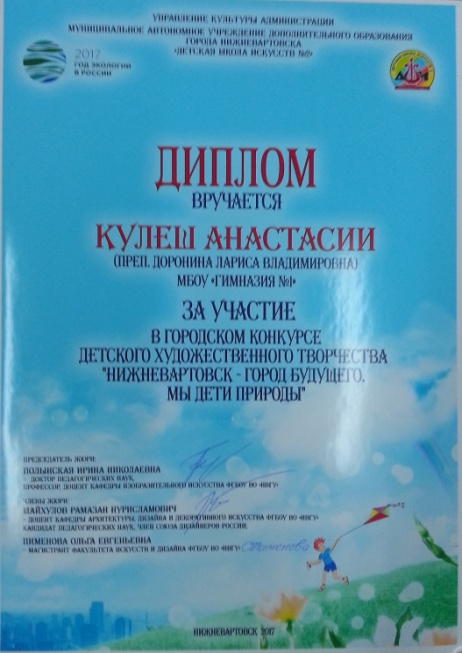 УПРАВЛЕНИЕ КУЛЬТУРЫ АДМИНИСТРАЦИИ
МУНИЦИПАЛЬНОЕ АВТОНОМНОЕ УЧРЕЖДЕНИЕ ДОПОЛНИТЕЛЬНОГО ОБРАЗОВАНИЯ
ГОРОДА НИЖНЕВАРТОВСКА
«ДЕТСКАЯ ШКОЛА ИСКУССТВ №2»
2017
ГОД ЭКОЛОГИИ
В РОССИИ
ДИПЛОМ
ВРУЧАЕТСЯ
КУЛЕШ АНАСТАСИИ
(ПРЕП. ДОРОНИНА ЛАРИСА ВЛАДИМИРОВНА)
МБОУ «ГИМНАЗИЯ №1»
ЗА УЧАСТИЕ
В ГОРОДСКОМ КОНКУРСЕ
ДЕТСКОГО ХУДОЖЕСТВЕННОГО ТВОРЧЕСТВА
"НИЖНЕВАРТОВСК - ГОРОД БУДУЩЕГО.
МЫ ДЕТИ ПРИРОДЫ"
ПРЕДСЕДАТЕЛЬ ЖЮРИ:
ПОЛЫНСКАЯ ИРИНА НИКОЛАЕВНА
- ДОКТОР ПЕДАГОГИЧЕСКИХ НАУК,
ПРОФЕССОР, ДОЦЕНТ КАФЕДРЫ ИЗОБРАЗИТЕЛЬНОГО ИСКУССТВА ФГБОУ ВО «НВГУ»
ЧЛЕНЫ ЖЮРИ:
ШАЙХУЛОВ РАМАЗАН НУРИСЛАМОВИЧ
- ДОЦЕНТ КАФЕДРЫ АРХИТЕКТУРЫ, ДИЗАЙНА И ДЕКОРАТИВНОГО ИСКУССТВА ФГБОУ ВО «НВГУ»
КАНДИДАТ ПЕДАГОГИЧЕСКИХ НАУК, ЧЛЕН СОЮЗА ДИЗАЙНЕРОВ РОССИИ,
ПИМЕНОВА ОЛЬГА ЕВГЕНЬЕВНА
- МАГИСТРАНТ ФАКУЛЬТЕТА ИСКУССТВ И ДИЗАЙНА ФГБОУ ВО «НВГУ»
НИЖНЕВАРТОВСК 2017